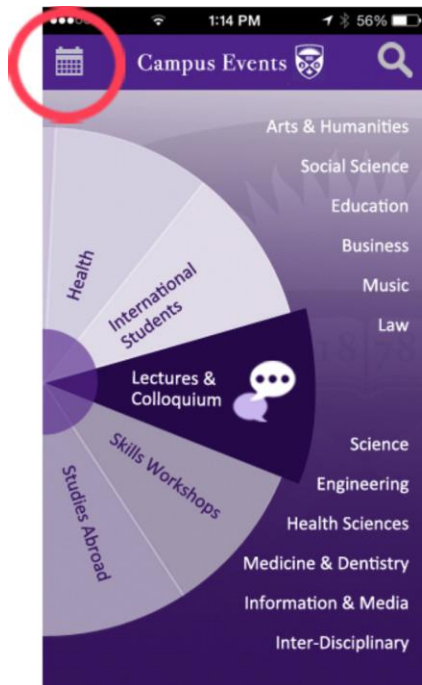 1:14 PM
56%
Campus Events
Arts & Humanities
Social Science
Education
Business
Music
Law
Health
International
Students
Lectures &
Colloquium
Skills Workshops
Studies Abroad
Science
Engineering
Health Sciences
Medicine & Dentistry
Information & Media
Inter-Disciplinary